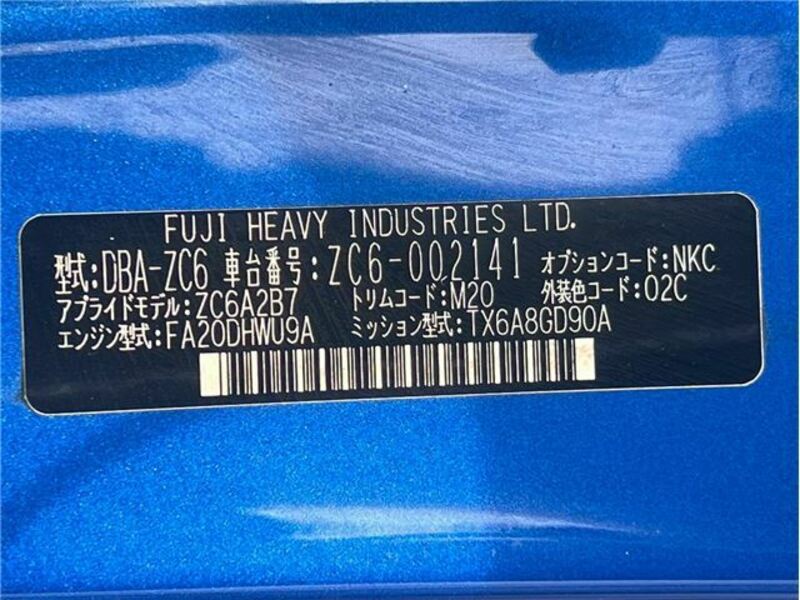 FUJI HEAVY INDUSTRIES LTD.
型式:DBA-ZC6 車台番号:ZC6-002141 オプションコード:NKC
アプライドモデル:ZC6A2B7 トリムコード:M20 外装色コード:02C
エンジン型式:FA20DHWU9A ミッション型式:TX6A8GD90A